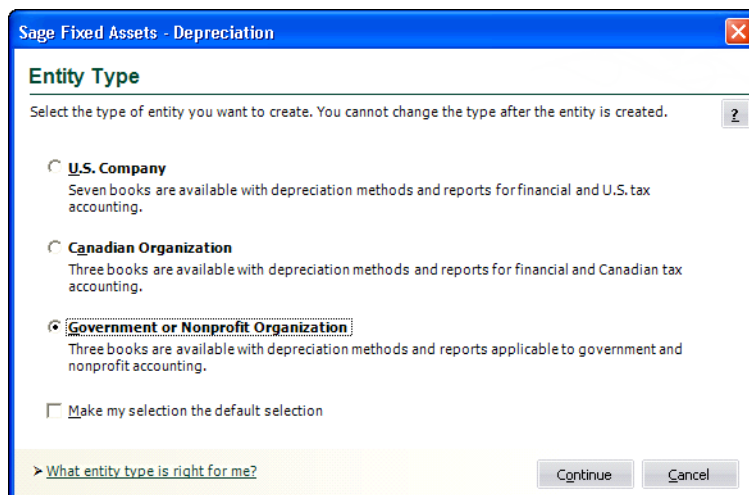 Sage Fixed Assets - Depreciation
Entity Type
Select the type of entity you want to create. You cannot change the type after the entity is created.
?
U.S. Company
Seven books are available with depreciation methods and reports for financial and U.S. tax
accounting.
Canadian Organization
Three books are available with depreciation methods and reports for financial and Canadian tax
accounting.
Government or Nonprofit Organization
Three books are available with depreciation methods and reports applicable to government and
nonprofit accounting.
Make my selection the default selection
What entity type is right for me?
Continue
Cancel